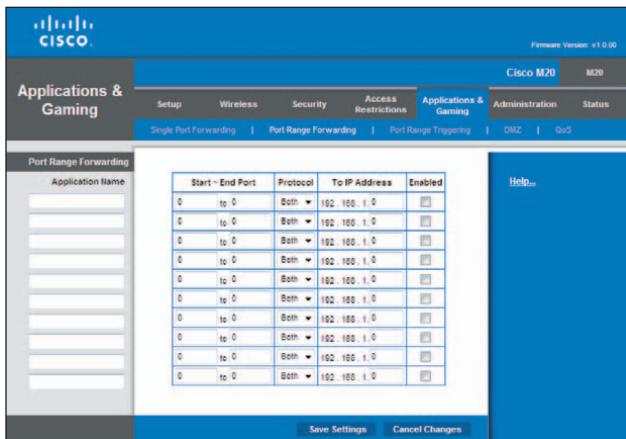 CISCO
Firmware Version: v1.0.00
Cisco M20 M20
Applications & Gaming
Setup Wireless Security Access Restrictions Applications & Gaming Administration Status
Single Port Forwarding | Port Range Forwarding | Port Range Triggering | DMZ | QoS
Port Range Forwarding
Application Name
Start ~ End Port Protocol To IP Address Enabled
Help...
0 to 0 Both 192 . 168 . 1. 0
0 to 0 Both 192 . 168 . 1. 0
0 to 0 Both 192 . 168 . 1. 0
0 to 0 Both 192 . 168 . 1. 0
0 to 0 Both 192 . 168 . 1. 0
0 to 0 Both 192 . 168 . 1. 0
0 to 0 Both 192 . 168 . 1. 0
0 to 0 Both 192 . 168 . 1. 0
0 to 0 Both 192 . 168 . 1. 0
0 to 0 Both 192 . 168 . 1. 0
Save Settings Cancel Changes